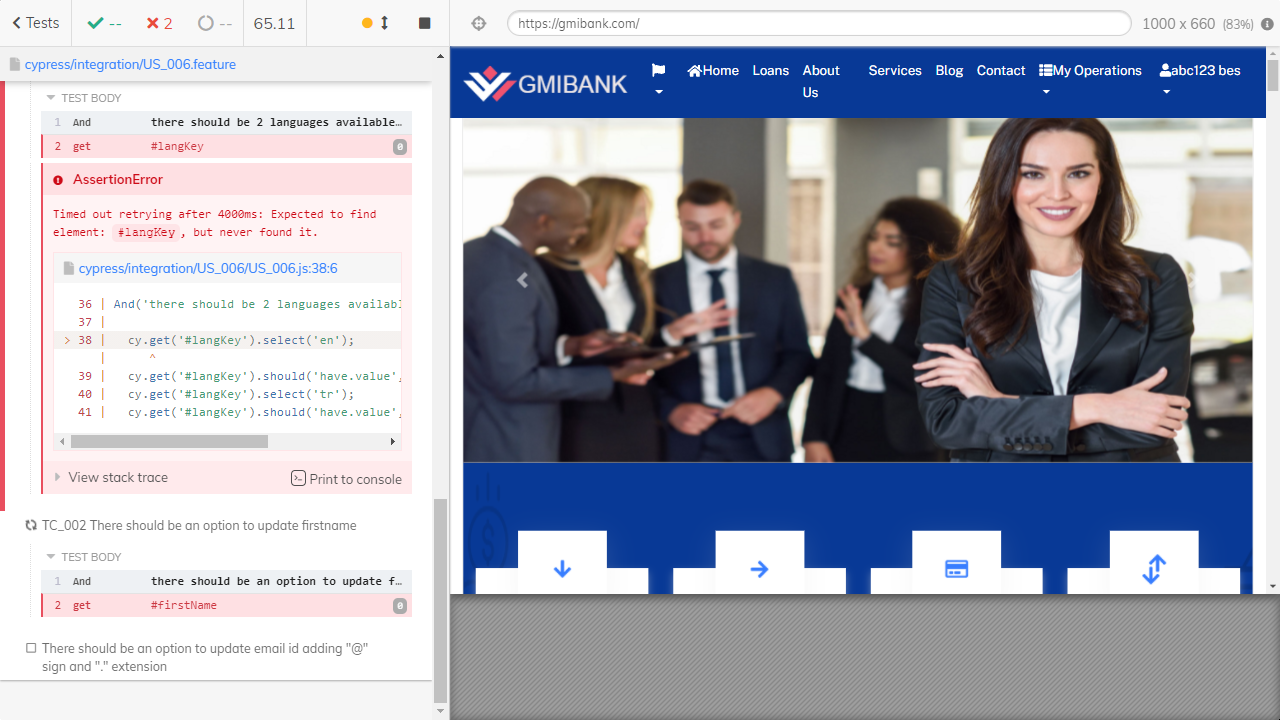 Tests
--
2
--
65.11
https://gmibank.com/
1000 x 660 (83%)
cypress/integration/US_006.feature
TEST BODY
1 And there should be 2 languages available…
2 get #langKey 0
AssertionError
Timed out retrying after 4000ms: Expected to find
element: #langKey, but never found it.
cypress/integration/US_006/US_006.js:38:6
36 | And('there should be 2 languages availabl
37 |
> 38 | cy.get('#langKey').select('en');
| ^
39 | cy.get('#langKey').should('have.value',
40 | cy.get('#langKey').select('tr');
41 | cy.get('#langKey').should('have.value',
View stack trace
Print to console
TC_002 There should be an option to update firstname
TEST BODY
1 And there should be an option to update f…
2 get #firstName 0
There should be an option to update email id adding "@"
sign and "." extension
GMIBANK
Home
Loans
About
Us
Services
Blog
Contact
My Operations
abc123 bes